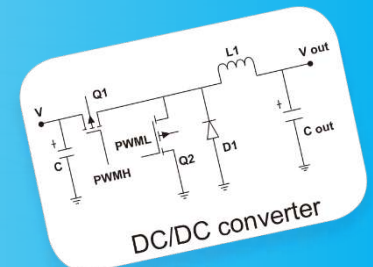 L1
V out
Q1
V
+
+
PWML
C
Q2
D1
C out
PWMH
DC/DC converter